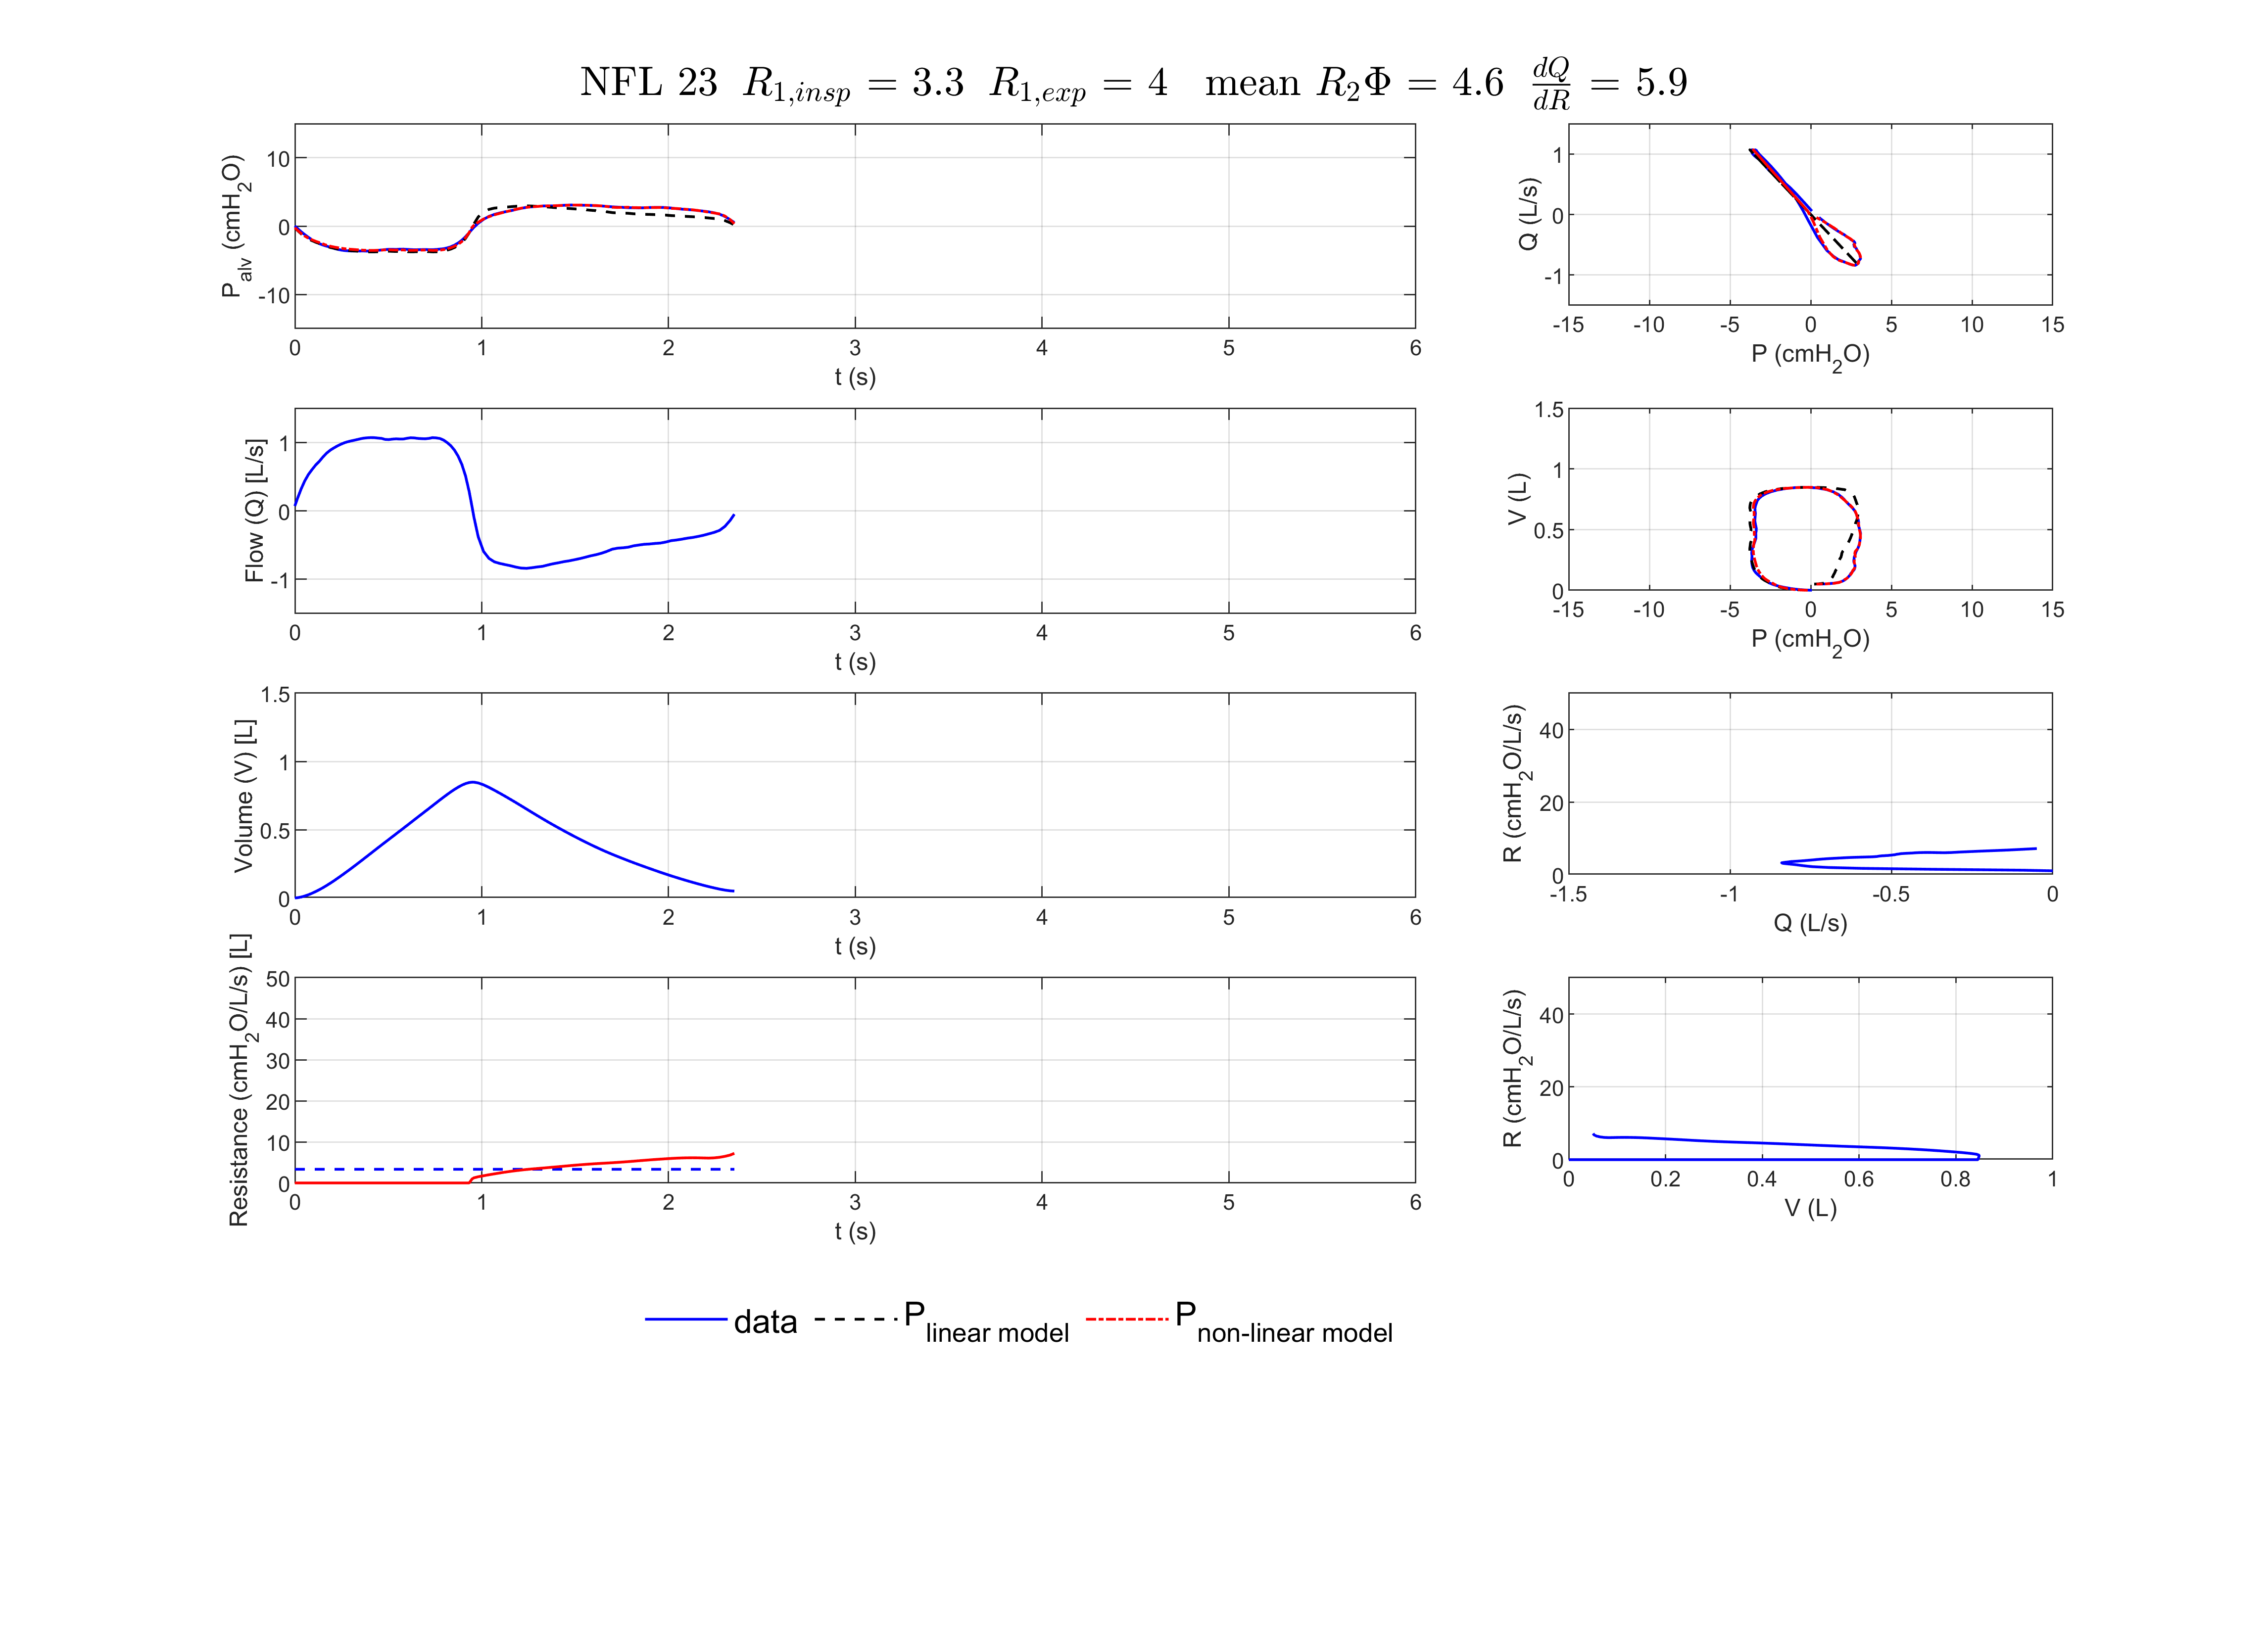 NFL 23 R1,insp = 3.3 R1,exp = 4 mean R2Φ = 4.6 dQ/dR = 5.9
10
0
-10
Palv (cmH2O)
0 1 2 3 4 5 6
t (s)
1
0
-1
Q (L/s)
-15 -10 -5 0 5 10 15
P (cmH2O)
1
0
-1
Flow (Q) [L/s]
0 1 2 3 4 5 6
t (s)
1.5
1
0.5
0
V (L)
-15 -10 -5 0 5 10 15
P (cmH2O)
1.5
1
0.5
0
Volume (V) [L]
0 1 2 3 4 5 6
t (s)
40
20
0
R (cmH2O/L/s)
-1.5 -1 -0.5 0
Q (L/s)
50
40
30
20
10
0
Resistance (cmH2O/L/s) [L]
0 1 2 3 4 5 6
t (s)
40
20
0
R (cmH2O/L/s)
0 0.2 0.4 0.6 0.8 1
V (L)
data Plinear model Pnon-linear model